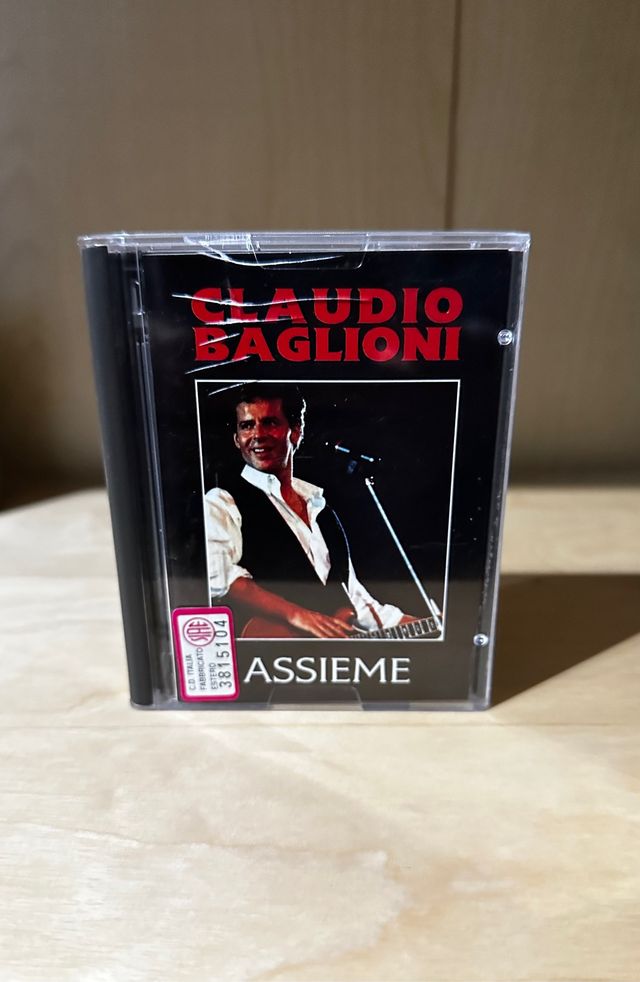 CLAUDIO
BAGLIONI
ASSIEME
C.D. ITALIA
FABBRICATO
ESTERO
SIAE
3815104